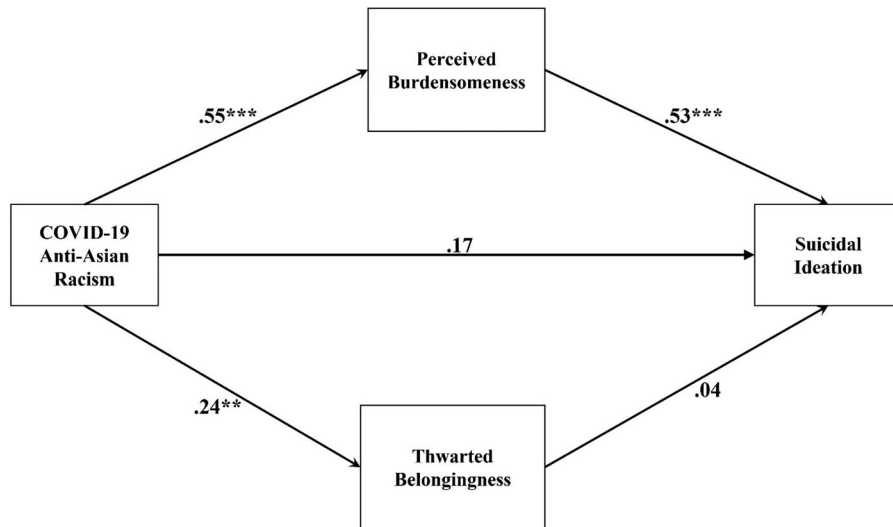 Perceived
Burdensomeness
.55***
.53***
COVID-19
Anti-Asian
Racism
.17
Suicidal
Ideation
.24**
.04
Thwarted
Belongingness